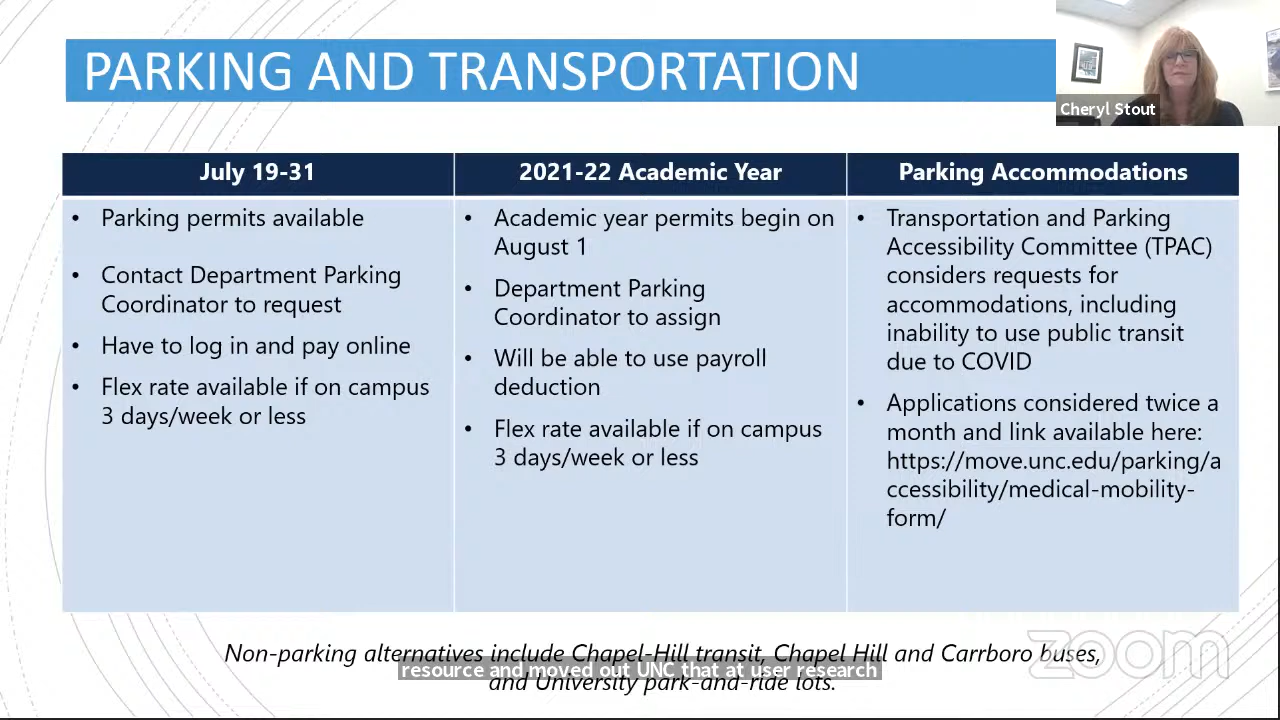 PARKING AND TRANSPORTATION
Cheryl Stout
July 19-31
• Parking permits available
• Contact Department Parking
Coordinator to request
• Have to log in and pay online
• Flex rate available if on campus
3 days/week or less
2021-22 Academic Year
• Academic year permits begin on
August 1
• Department Parking
Coordinator to assign
• Will be able to use payroll
deduction
• Flex rate available if on campus
3 days/week or less
Parking Accommodations
• Transportation and Parking
Accessibility Committee (TPAC)
considers requests for
accommodations, including
inability to use public transit
due to COVID
• Applications considered twice a
month and link available here:
https://move.unc.edu/parking/a
ccessibility/medical-mobility-
form/
Non-parking alternatives include Chapel-Hill transit, Chapel Hill and Carrboro buses,
resource and moved out UNC that at user research
and University park-and-ride lots.
zoom